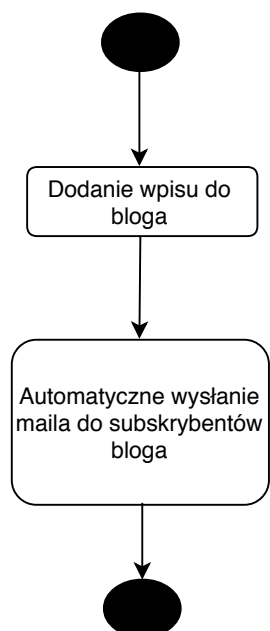 Dodanie wpisu do
bloga
Automatyczne wysłanie
maila do subskrybentów
bloga